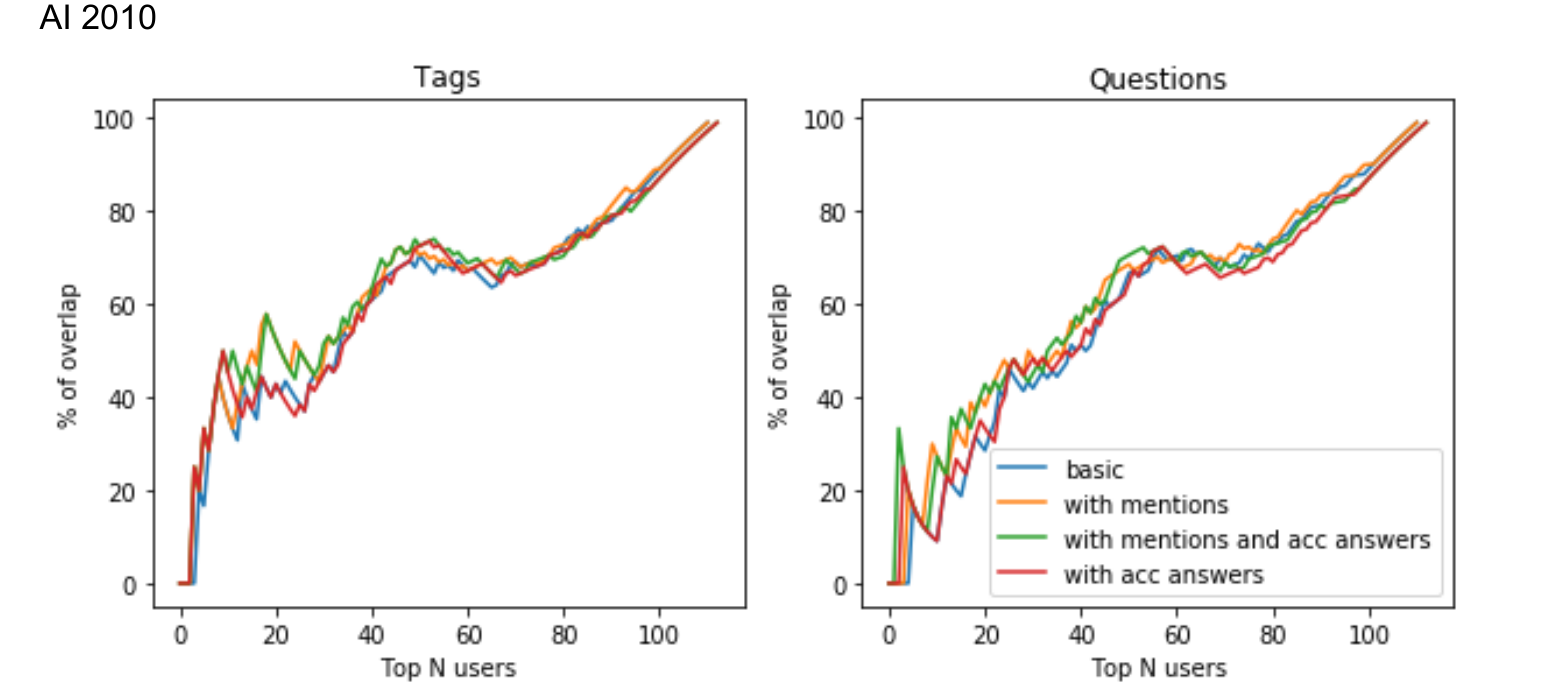 AI 2010
Tags
100
80
60
40
20
0
% of overlap
0 20 40 60 80 100
Top N users
Questions
100
80
60
40
20
0
% of overlap
basic
with mentions
with mentions and acc answers
with acc answers
0 20 40 60 80 100
Top N users